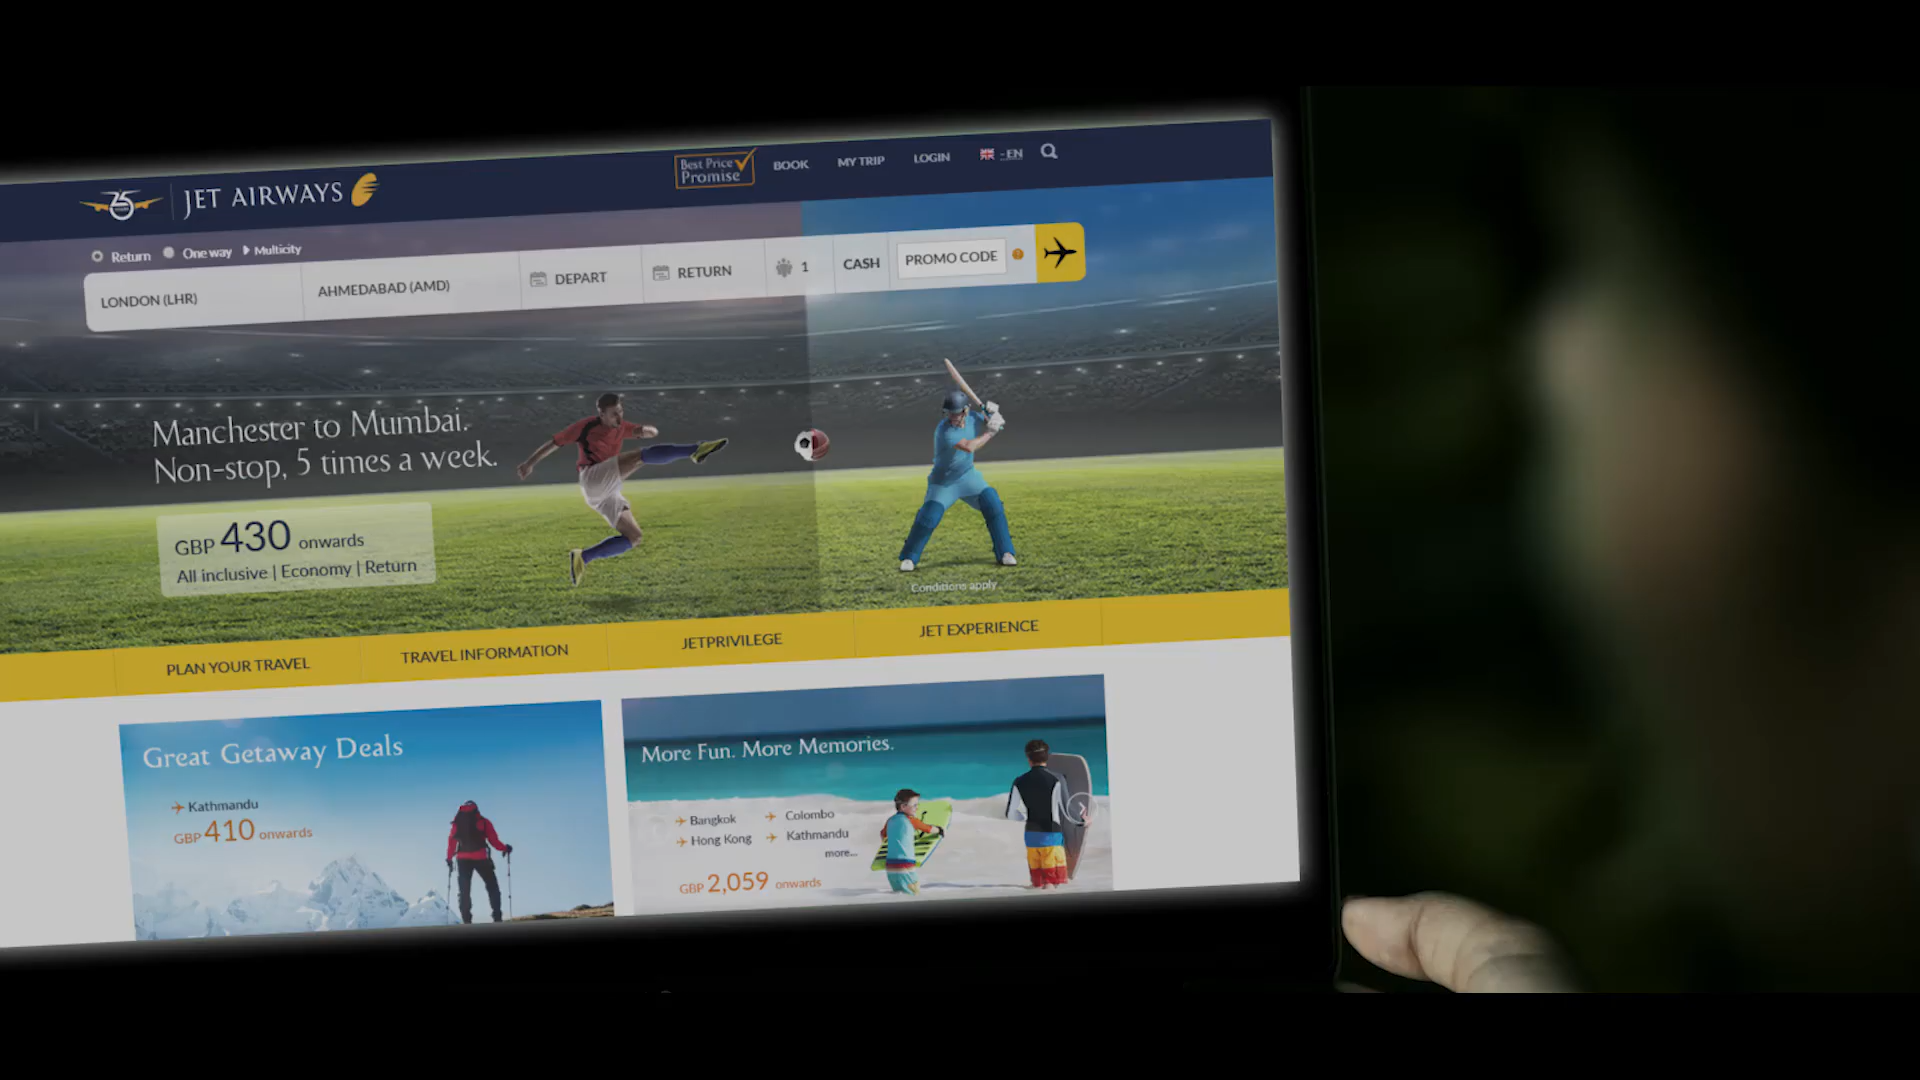 75
JET AIRWAYS
Best Price
Promise
BOOK
MY TRIP
LOGIN
- EN
Return
One way
Multicity
LONDON (LHR)
AHMEDABAD (AMD)
DEPART
RETURN
1
CASH
PROMO CODE
Manchester to Mumbai.
Non-stop, 5 times a week.
GBP 430 onwards
All inclusive | Economy | Return
Conditions apply
PLAN YOUR TRAVEL
TRAVEL INFORMATION
JETPRIVILEGE
JET EXPERIENCE
Great Getaway Deals
Kathmandu
GBP 410 onwards
More Fun. More Memories.
Bangkok
Colombo
Hong Kong
Kathmandu
more...
GBP 2,059 onwards